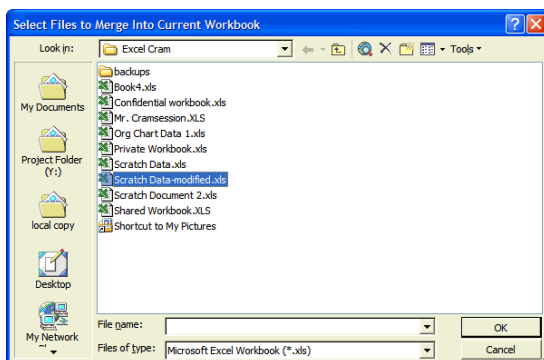 Select Files to Merge Into Current Workbook
Look in: Excel Cram Tools
backups
Book4.xls
Confidential workbook.xls
Mr. Cramsession.XLS
Org Chart Data 1.xls
Private Workbook.xls
Scratch Data.xls
Scratch Data-modified.xls
Scratch Document 2.xls
Shared Workbook.XLS
Shortcut to My Pictures
My Documents
Project Folder
(Y:)
local copy
Desktop
My Network
File name: OK
Files of type: Microsoft Excel Workbook (*.xls) Cancel